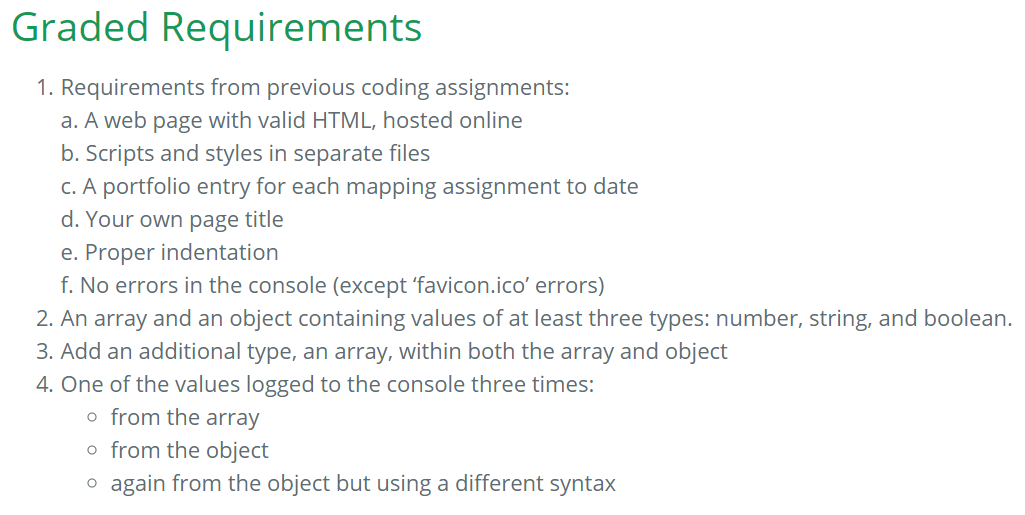 Graded Requirements
1. Requirements from previous coding assignments:
a. A web page with valid HTML, hosted online
b. Scripts and styles in separate files
c. A portfolio entry for each mapping assignment to date
d. Your own page title
e. Proper indentation
f. No errors in the console (except ‘favicon.ico’ errors)
2. An array and an object containing values of at least three types: number, string, and boolean.
3. Add an additional type, an array, within both the array and object
4. One of the values logged to the console three times:
◦ from the array
◦ from the object
◦ again from the object but using a different syntax